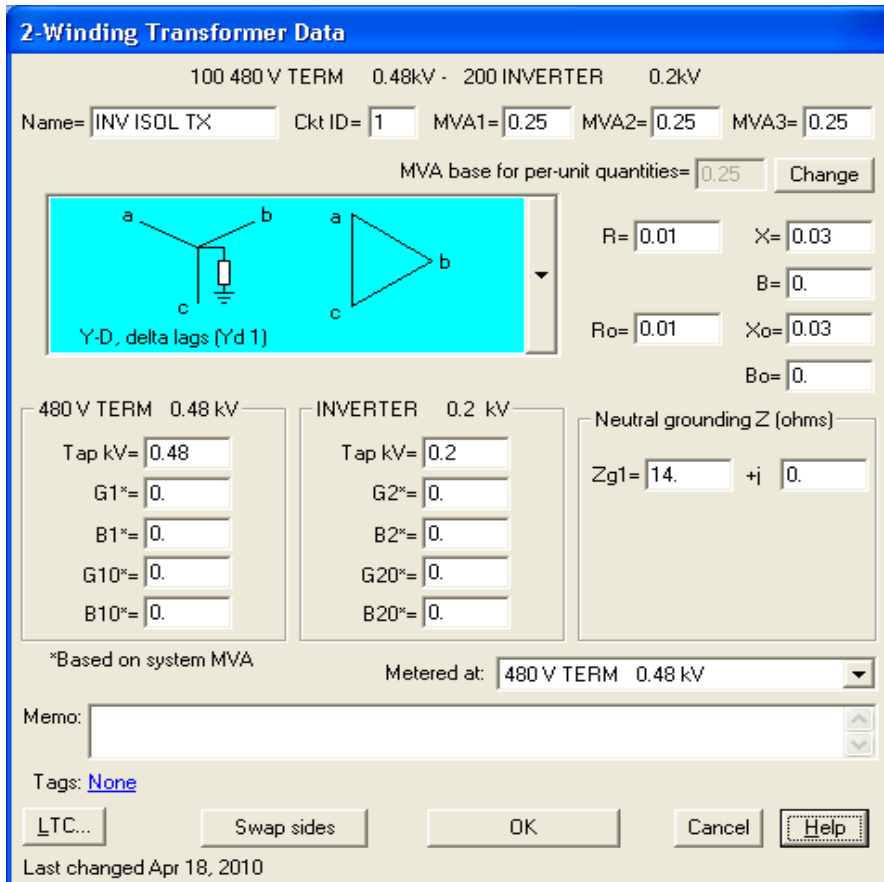 2-Winding Transformer Data
100 480 V TERM 0.48kV - 200 INVERTER 0.2kV
Name= INV ISOL TX Ckt ID= 1 MVA1= 0.25 MVA2= 0.25 MVA3= 0.25
MVA base for per-unit quantities= 0.25 Change
a b a b c c
Y-D, delta lags (Yd 1)
R= 0.01 X= 0.03
B= 0.
Ro= 0.01 Xo= 0.03
Bo= 0.
480 V TERM 0.48 kV
Tap kV= 0.48
G1*= 0.
B1*= 0.
G10*= 0.
B10*= 0.
INVERTER 0.2 kV
Tap kV= 0.2
G2*= 0.
B2*= 0.
G20*= 0.
B20*= 0.
Neutral grounding Z (ohms)
Zg1= 14. +j 0.
*Based on system MVA
Metered at: 480 V TERM 0.48 kV
Memo:
Tags: None
LTC... Swap sides OK Cancel Help
Last changed Apr 18, 2010